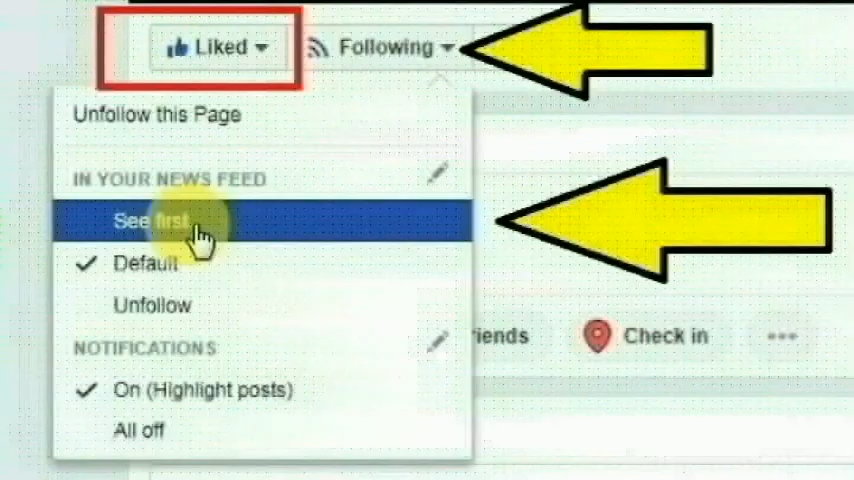 Liked Following
Unfollow this Page
IN YOUR NEWS FEED
See first
Default
Unfollow
riends Check in
NOTIFICATIONS
On (Highlight posts)
All off